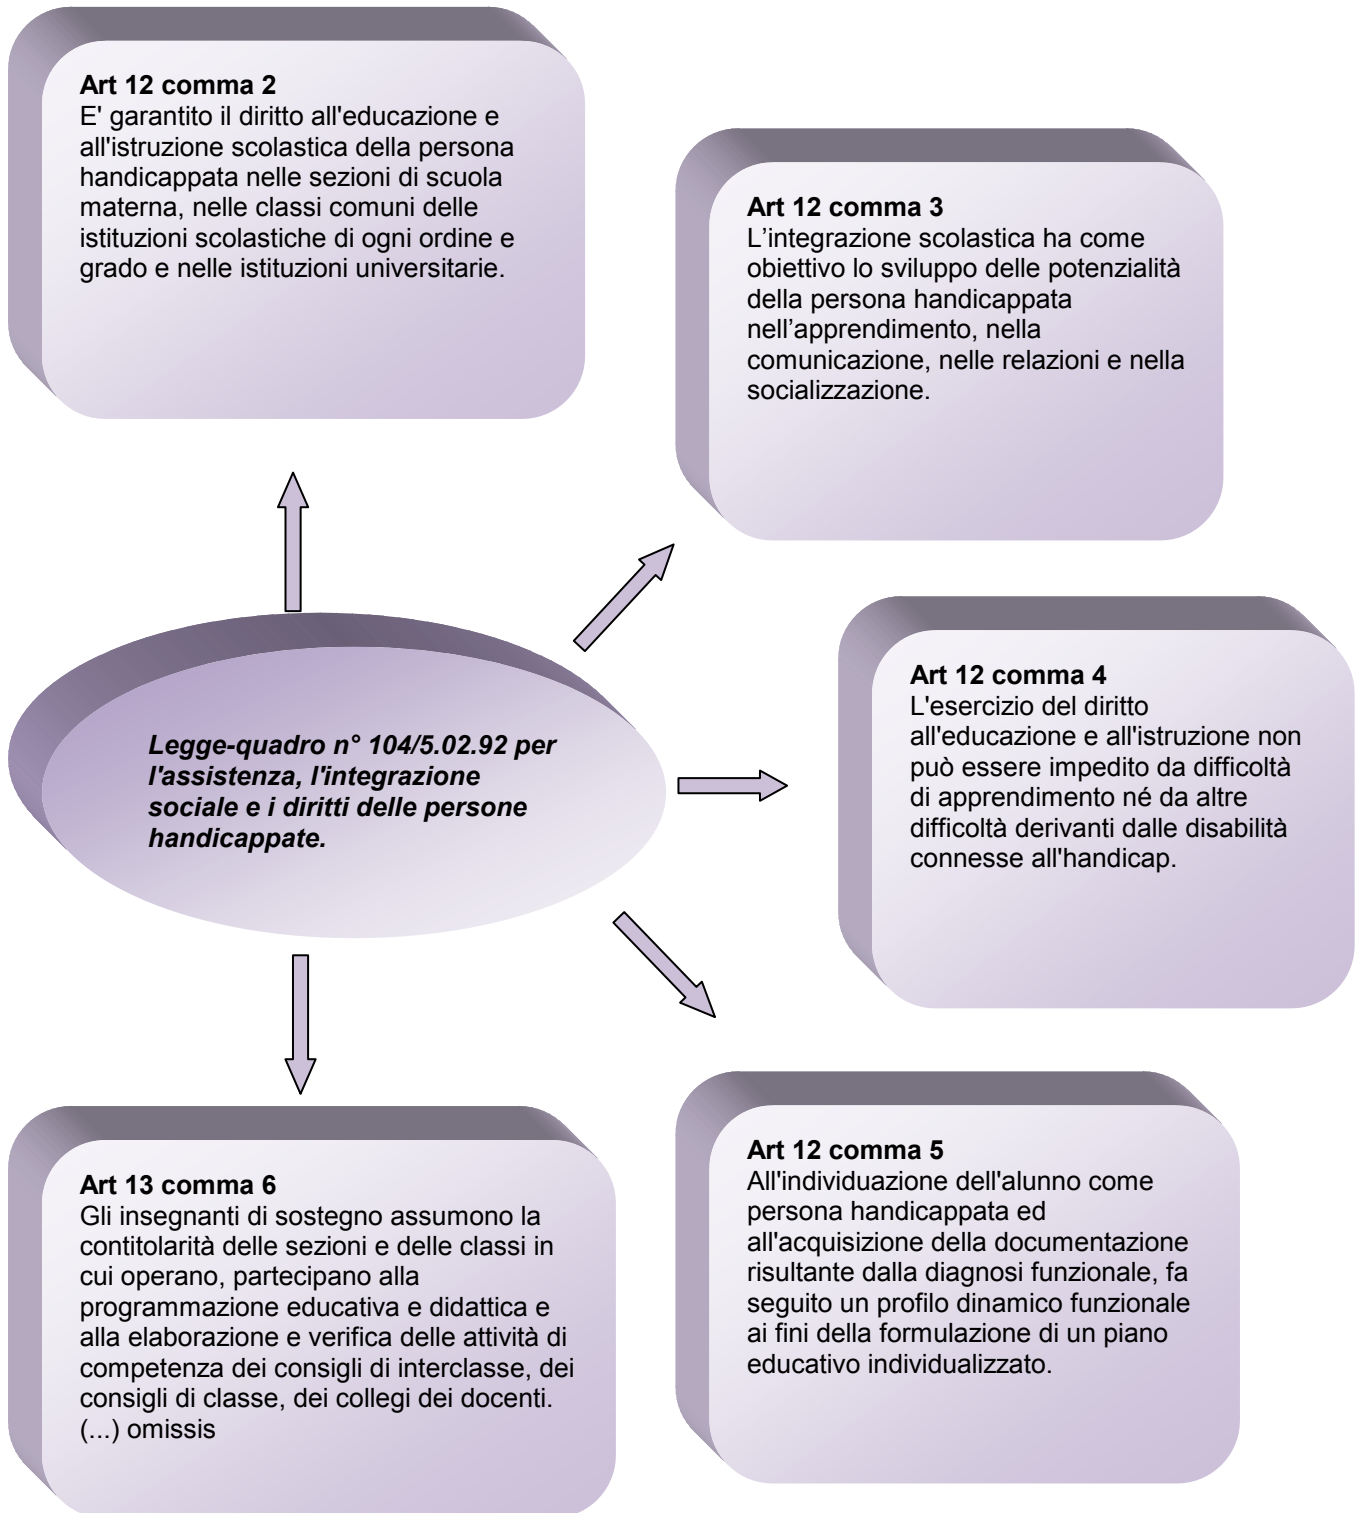 Art 12 comma 2
E' garantito il diritto all'educazione e
all'istruzione scolastica della persona
handicappata nelle sezioni di scuola
materna, nelle classi comuni delle
istituzioni scolastiche di ogni ordine e
grado e nelle istituzioni universitarie.
Art 12 comma 3
L’integrazione scolastica ha come
obiettivo lo sviluppo delle potenzialità
della persona handicappata
nell’apprendimento, nella
comunicazione, nelle relazioni e nella
socializzazione.
Legge-quadro n° 104/5.02.92 per
l'assistenza, l'integrazione
sociale e i diritti delle persone
handicappate.
Art 12 comma 4
L'esercizio del diritto
all'educazione e all'istruzione non
può essere impedito da difficoltà
di apprendimento né da altre
difficoltà derivanti dalle disabilità
connesse all'handicap.
Art 13 comma 6
Gli insegnanti di sostegno assumono la
contitolarità delle sezioni e delle classi in
cui operano, partecipano alla
programmazione educativa e didattica e
alla elaborazione e verifica delle attività di
competenza dei consigli di interclasse, dei
consigli di classe, dei collegi dei docenti.
(...) omissis
Art 12 comma 5
All'individuazione dell'alunno come
persona handicappata ed
all'acquisizione della documentazione
risultante dalla diagnosi funzionale, fa
seguito un profilo dinamico funzionale
ai fini della formulazione di un piano
educativo individualizzato.